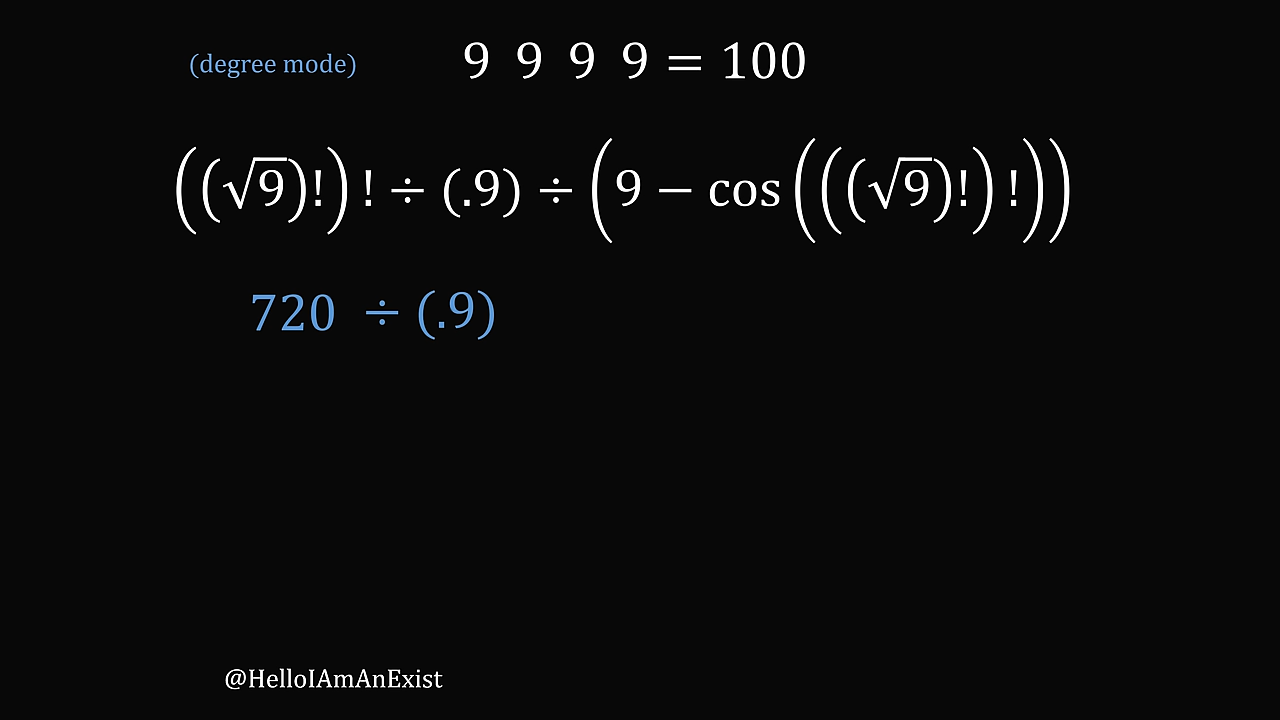 (degree mode) 9 9 9 9 = 100
((√9)!)! ÷ (.9) ÷ (9 − cos(((√9)!)!))
720 ÷ (.9)
@HelloIAmAnExist